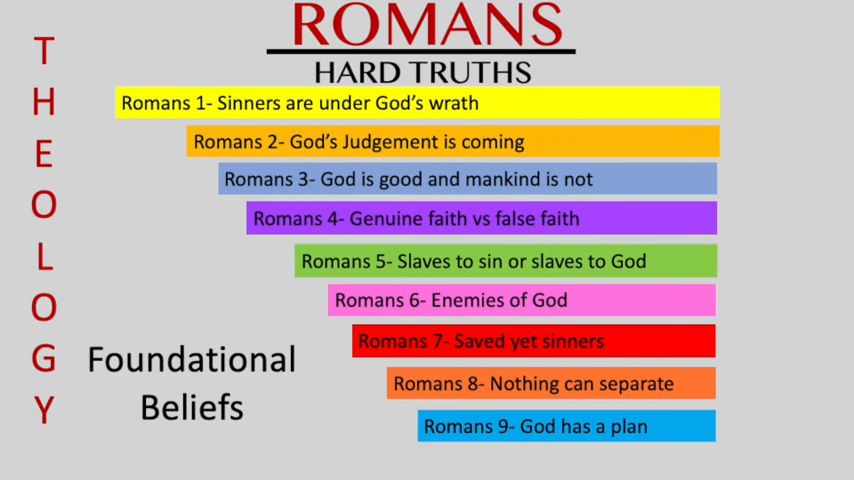 ROMANS
HARD TRUTHS
THEOLOGY
Romans 1- Sinners are under God's wrath
Romans 2- God's Judgement is coming
Romans 3- God is good and mankind is not
Romans 4- Genuine faith vs false faith
Romans 5- Slaves to sin or slaves to God
Romans 6- Enemies of God
Romans 7- Saved yet sinners
Romans 8- Nothing can separate
Romans 9- God has a plan
Foundational
Beliefs